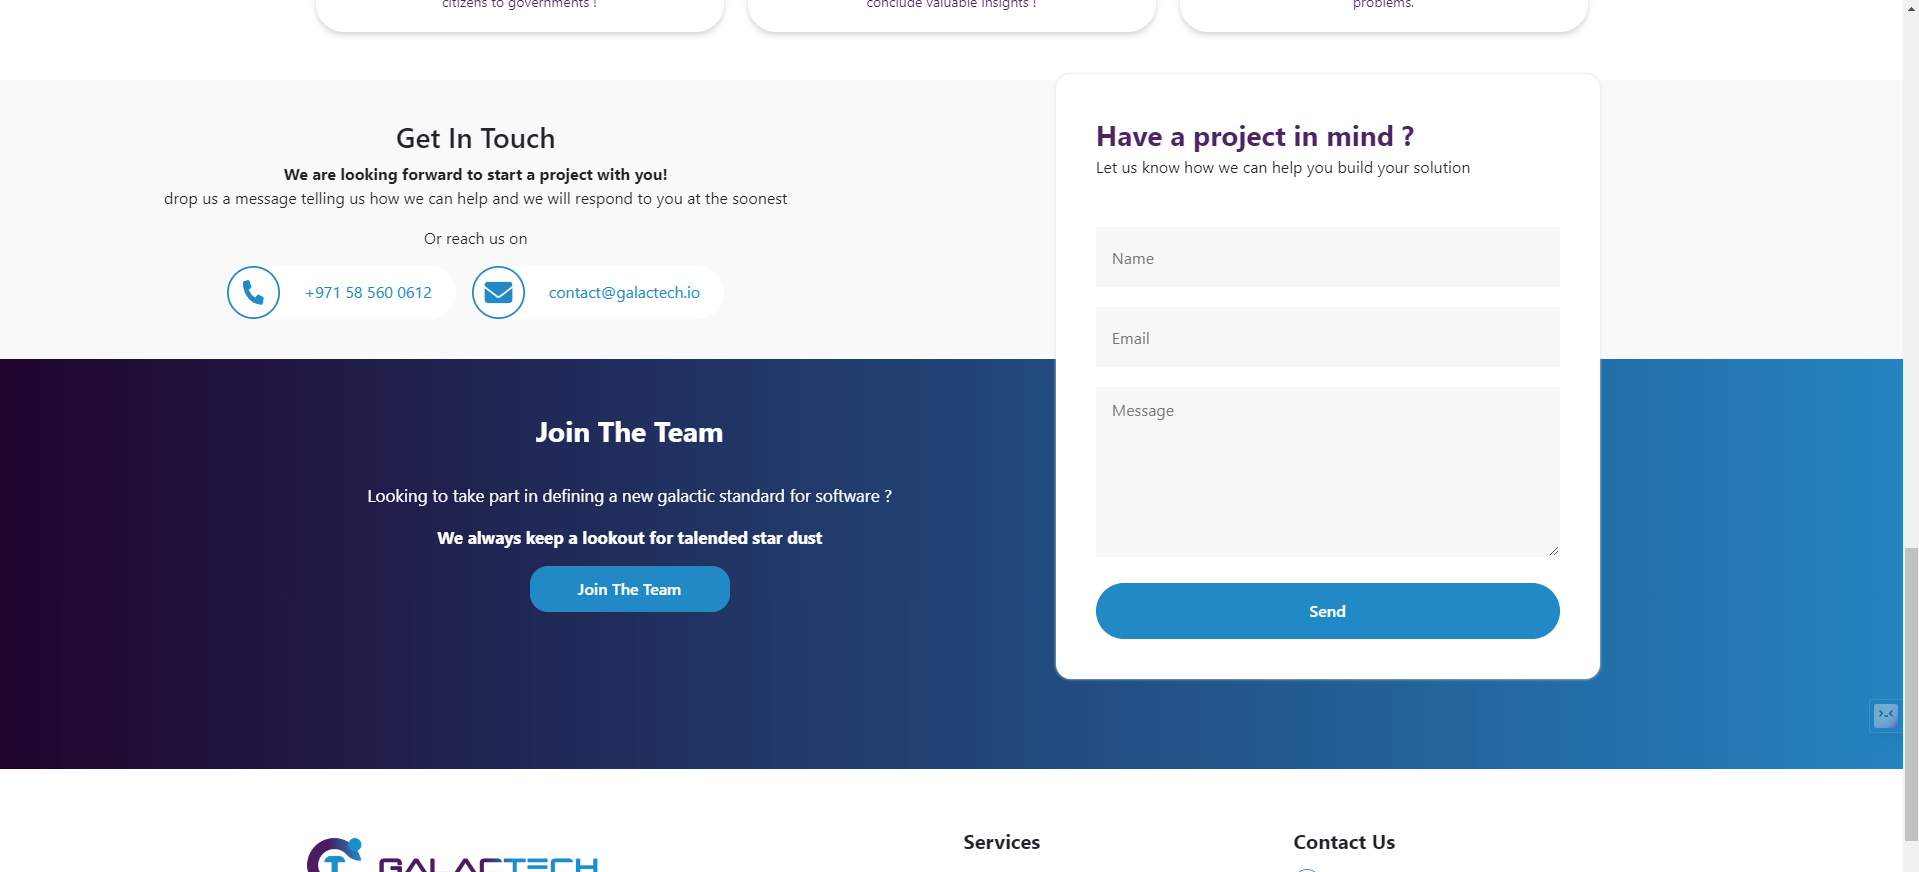 citizens to governments !
conclude valuable insights !
problems.
Get In Touch
We are looking forward to start a project with you!
drop us a message telling us how we can help and we will respond to you at the soonest
Or reach us on
+971 58 560 0612
contact@galactech.io
Have a project in mind ?
Let us know how we can help you build your solution
Name
Email
Message
Send
Join The Team
Looking to take part in defining a new galactic standard for software ?
We always keep a lookout for talended star dust
Join The Team
GALACTECH
Services
Contact Us